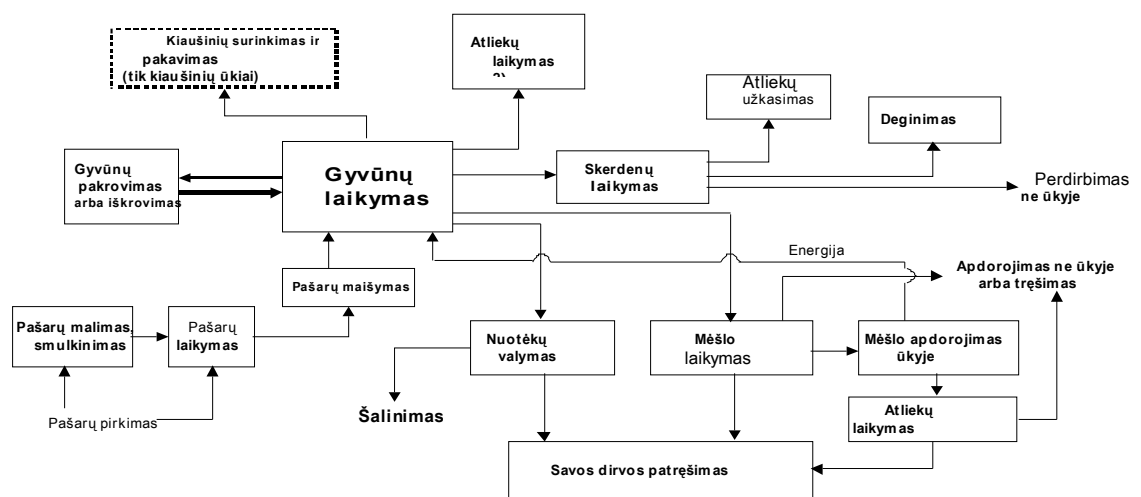 Kiaušinių surinkimas ir
pakavimas
(tik kiaušinių ūkiai)
Atliekų
laikymas
Atliekų
užkasimas
Deginimas
Gyvūnų
pakrovimas
arba iškrovimas
Gyvūnų
laikymas
Skerdenų
laikymas
Perdirbimas
ne ūkyje
Energija
Apdorojimas ne ūkyje
arba tręšimas
Pašarų maišymas
Pašarų malimas,
smulkinimas
Pašarų
laikymas
Nuotėkų
valymas
Mėšlo
laikymas
Mėšlo apdorojimas
ūkyje
Šalinimas
Pašarų pirkimas
Atliekų
laikymas
Savos dirvos patręšimas